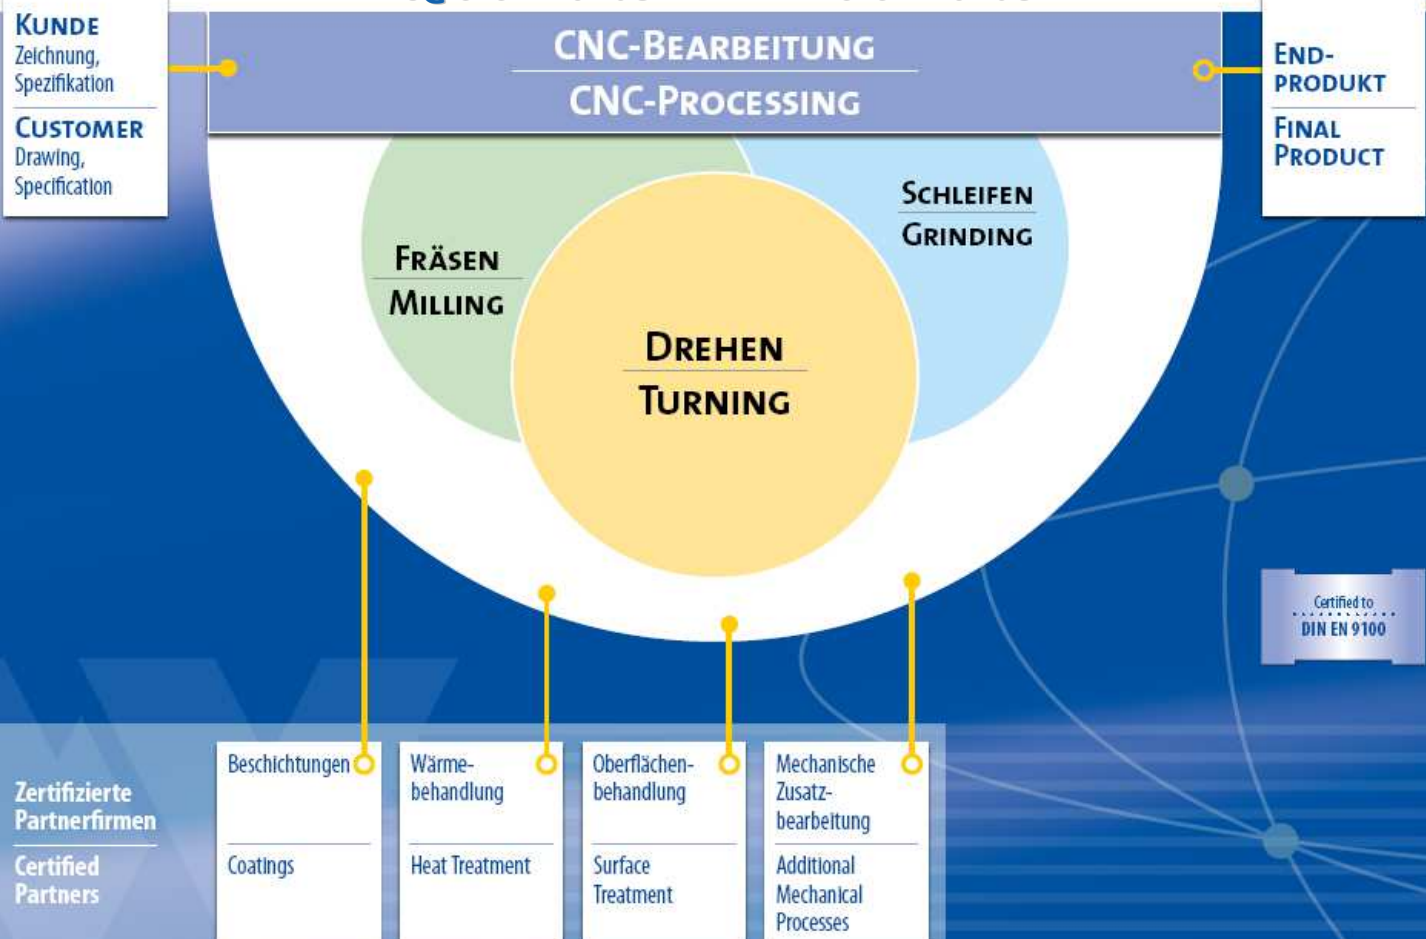 KUNDE
Zeichnung,
Spezifikation
CUSTOMER
Drawing,
Specification
CNC-BEARBEITUNG
CNC-PROCESSING
END-
PRODUKT
FINAL
PRODUCT
FRÄSEN
MILLING
SCHLEIFEN
GRINDING
DREHEN
TURNING
Certified to
DIN EN 9100
Zertifizierte
Partnerfirmen
Certified
Partners
Beschichtungen
Coatings
Wärme-
behandlung
Heat Treatment
Oberflächen-
behandlung
Surface
Treatment
Mechanische
Zusatz-
bearbeitung
Additional
Mechanical
Processes